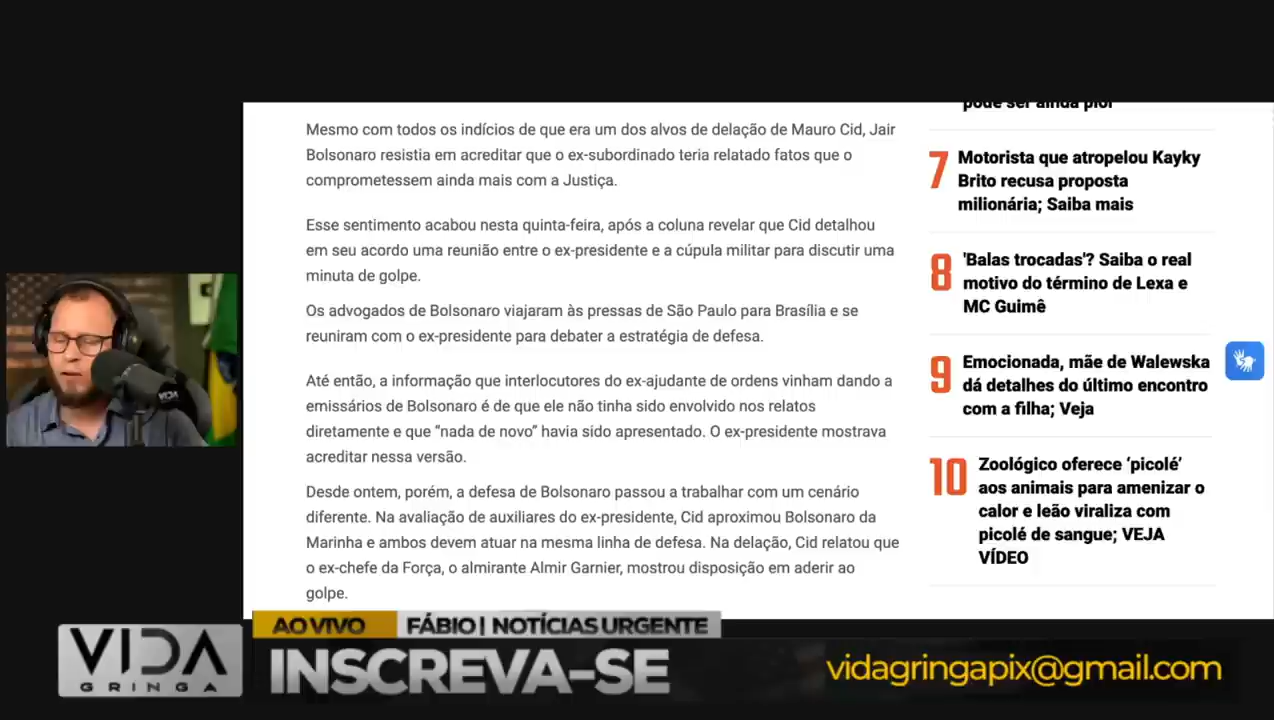 Mesmo com todos os indícios de que era um dos alvos de delação de Mauro Cid, Jair
Bolsonaro resistia em acreditar que o ex-subordinado teria relatado fatos que o
comprometessem ainda mais com a Justiça.
Esse sentimento acabou nesta quinta-feira, após a coluna revelar que Cid detalhou
em seu acordo uma reunião entre o ex-presidente e a cúpula militar para discutir uma
minuta de golpe.
Os advogados de Bolsonaro viajaram às pressas de São Paulo para Brasília e se
reuniram com o ex-presidente para debater a estratégia de defesa.
Até então, a informação que interlocutores do ex-ajudante de ordens vinham dando a
emissários de Bolsonaro é de que ele não tinha sido envolvido nos relatos
diretamente e que “nada de novo” havia sido apresentado. O ex-presidente mostrava
acreditar nessa versão.
Desde ontem, porém, a defesa de Bolsonaro passou a trabalhar com um cenário
diferente. Na avaliação de auxiliares do ex-presidente, Cid aproximou Bolsonaro da
Marinha e ambos devem atuar na mesma linha de defesa. Na delação, Cid relatou que
o ex-chefe da Força, o almirante Almir Garnier, mostrou disposição em aderir ao
golpe.
pode ser ainda pior
7
Motorista que atropelou Kayky
Brito recusa proposta
milionária; Saiba mais
8
'Balas trocadas'? Saiba o real
motivo do término de Lexa e
MC Guimê
9
Emocionada, mãe de Walewska
dá detalhes do último encontro
com a filha; Veja
10
Zoológico oferece ‘picolé’
aos animais para amenizar o
calor e leão viraliza com
picolé de sangue; VEJA
VÍDEO
VIDA
GRINGA
AO VIVO
FÁBIO | NOTÍCIAS URGENTE
INSCREVA-SE
vidagringapix@gmail.com